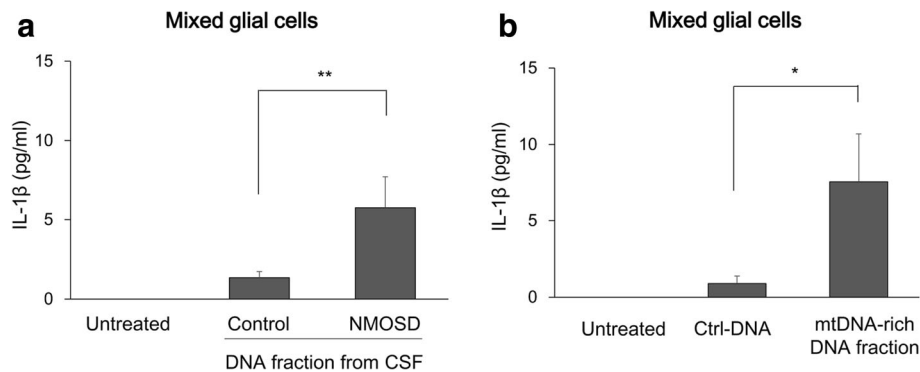 a
Mixed glial cells
15
10
5
0
IL-1β (pg/ml)
**
Untreated
Control
NMOSD
DNA fraction from CSF
b
Mixed glial cells
15
10
5
0
IL-1β (pg/ml)
*
Untreated
Ctrl-DNA
mtDNA-rich
DNA fraction